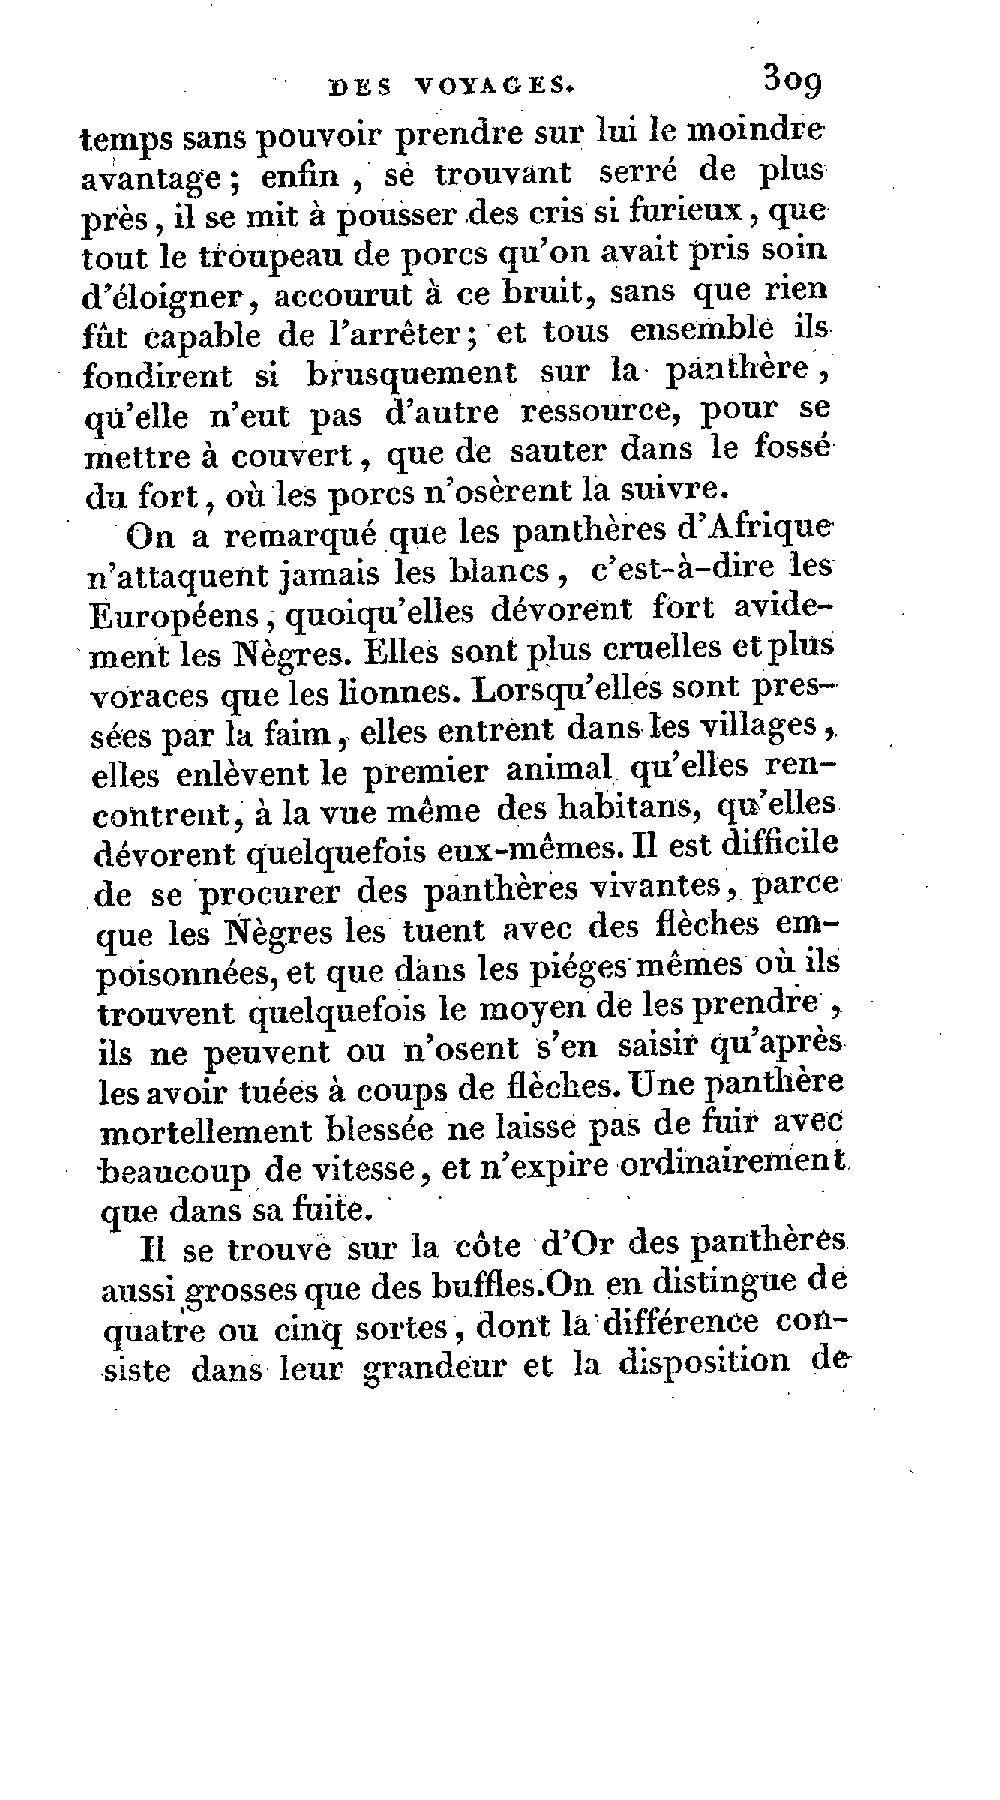 DES VOYAGES. 309
temps sans pouvoir prendre sur lui le moindre
avantage ; enfin , se trouvant serré de plus
près , il se mit à pousser des cris si furieux , que
tout le troupeau de porcs qu'on avait pris soin
d'éloigner, accourut à ce bruit, sans que rien
fût capable de l'arrêter ; et tous ensemble ils
fondirent si brusquement sur la panthère ,
qu'elle n'eut pas d'autre ressource, pour se
mettre à couvert , que de sauter dans le fossé
du fort , où les porcs n'osèrent la suivre.
On a remarqué que les panthères d'Afrique
n'attaquent jamais les blancs , c'est-à-dire les
Européens , quoiqu'elles dévorent fort avide-
ment les Nègres. Elles sont plus cruelles et plus
voraces que les lionnes. Lorsqu'elles sont pres-
sées par la faim , elles entrent dans les villages ,
elles enlèvent le premier animal qu'elles ren-
contrent, à la vue même des habitans, qu'elles
dévorent quelquefois eux-mêmes. Il est difficile
de se procurer des panthères vivantes , parce
que les Nègres les tuent avec des flèches em-
poisonnées, et que dans les piéges mêmes où ils
trouvent quelquefois le moyen de les prendre ,
ils ne peuvent ou n'osent s'en saisir qu'après
les avoir tuées à coups de flèches. Une panthère
mortellement blessée ne laisse pas de fuir avec
beaucoup de vitesse , et n'expire ordinairement
que dans sa fuite.
Il se trouve sur la côte d'Or des panthères
aussi grosses que des buffles. On en distingue de
quatre ou cinq sortes , dont la différence con-
siste dans leur grandeur et la disposition de